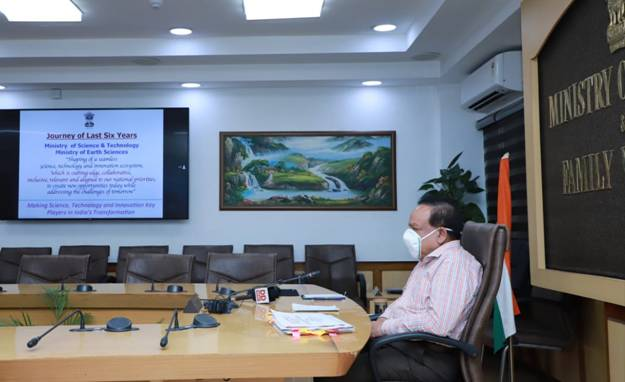 Journey of Last Six Years
Ministry of Science & Technology
Ministry of Earth Sciences
"Shaping of a seamless
science, technology and innovation ecosystem,
which is cutting-edge, collaborative,
inclusive, relevant and aligned to our national priorities,
to create new opportunities today while
addressing the challenges of tomorrow"
Making Science, Technology and Innovation Key
Players in India's Transformation
MINISTRY
FAMILY